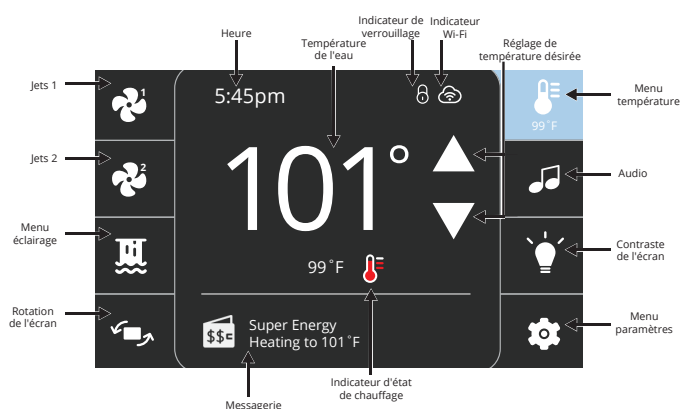 Heure
Température
de l'eau
Indicateur de
verrouillage
Indicateur
Wi-Fi
Réglage de
température désirée
Jets 1
1
5:45pm
99˚F
Menu
température
Jets 2
2
101°
Audio
Menu
éclairage
99˚F
Contraste
de l'écran
Rotation
de l'écran
$$
Super Energy
Heating to 101˚F
Menu
paramètres
Indicateur d'état
de chauffage
Messagerie